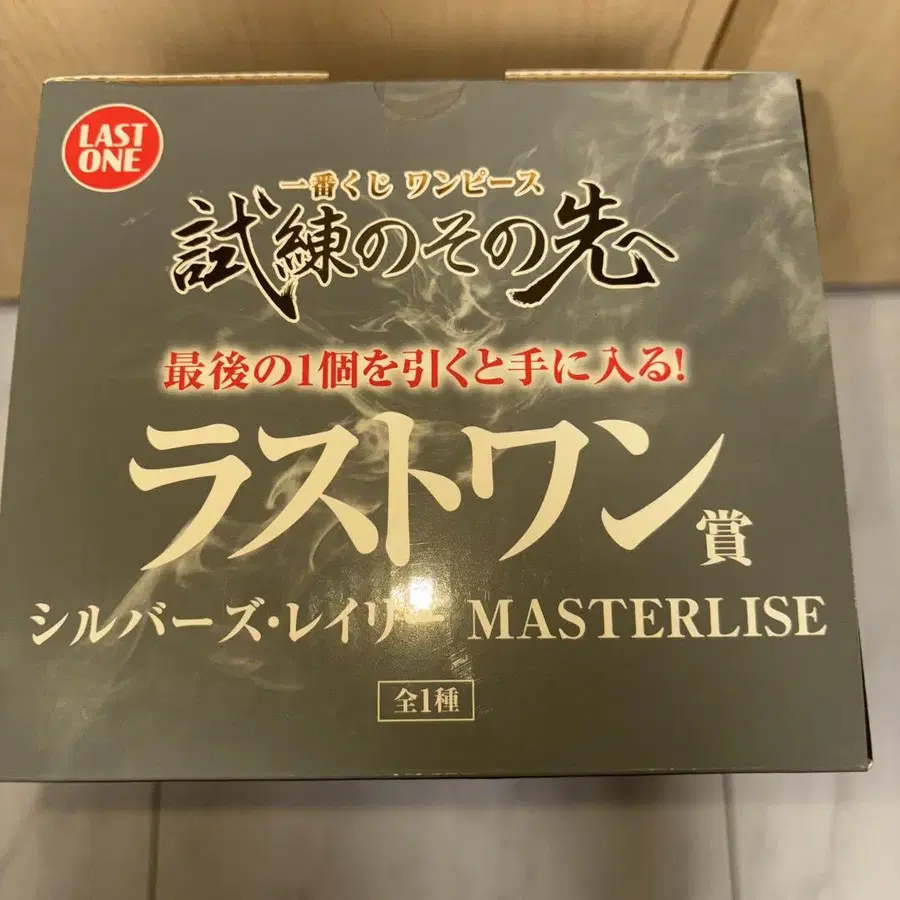 LAST
ONE
一番くじ ワンピース
試練のその先へ
最後の1個を引くと手に入る!
ラストワン賞
シルバーズ・レイリー MASTERLISE
全1種